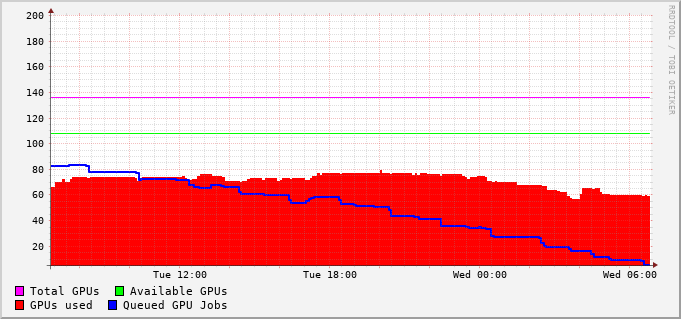 200
180
160
140
120
100
80
60
40
20
Tue 12:00 Tue 18:00 Wed 00:00 Wed 06:00
Total GPUs Available GPUs
GPUs used Queued GPU Jobs
RRDTOOL / TOBI OETIKER